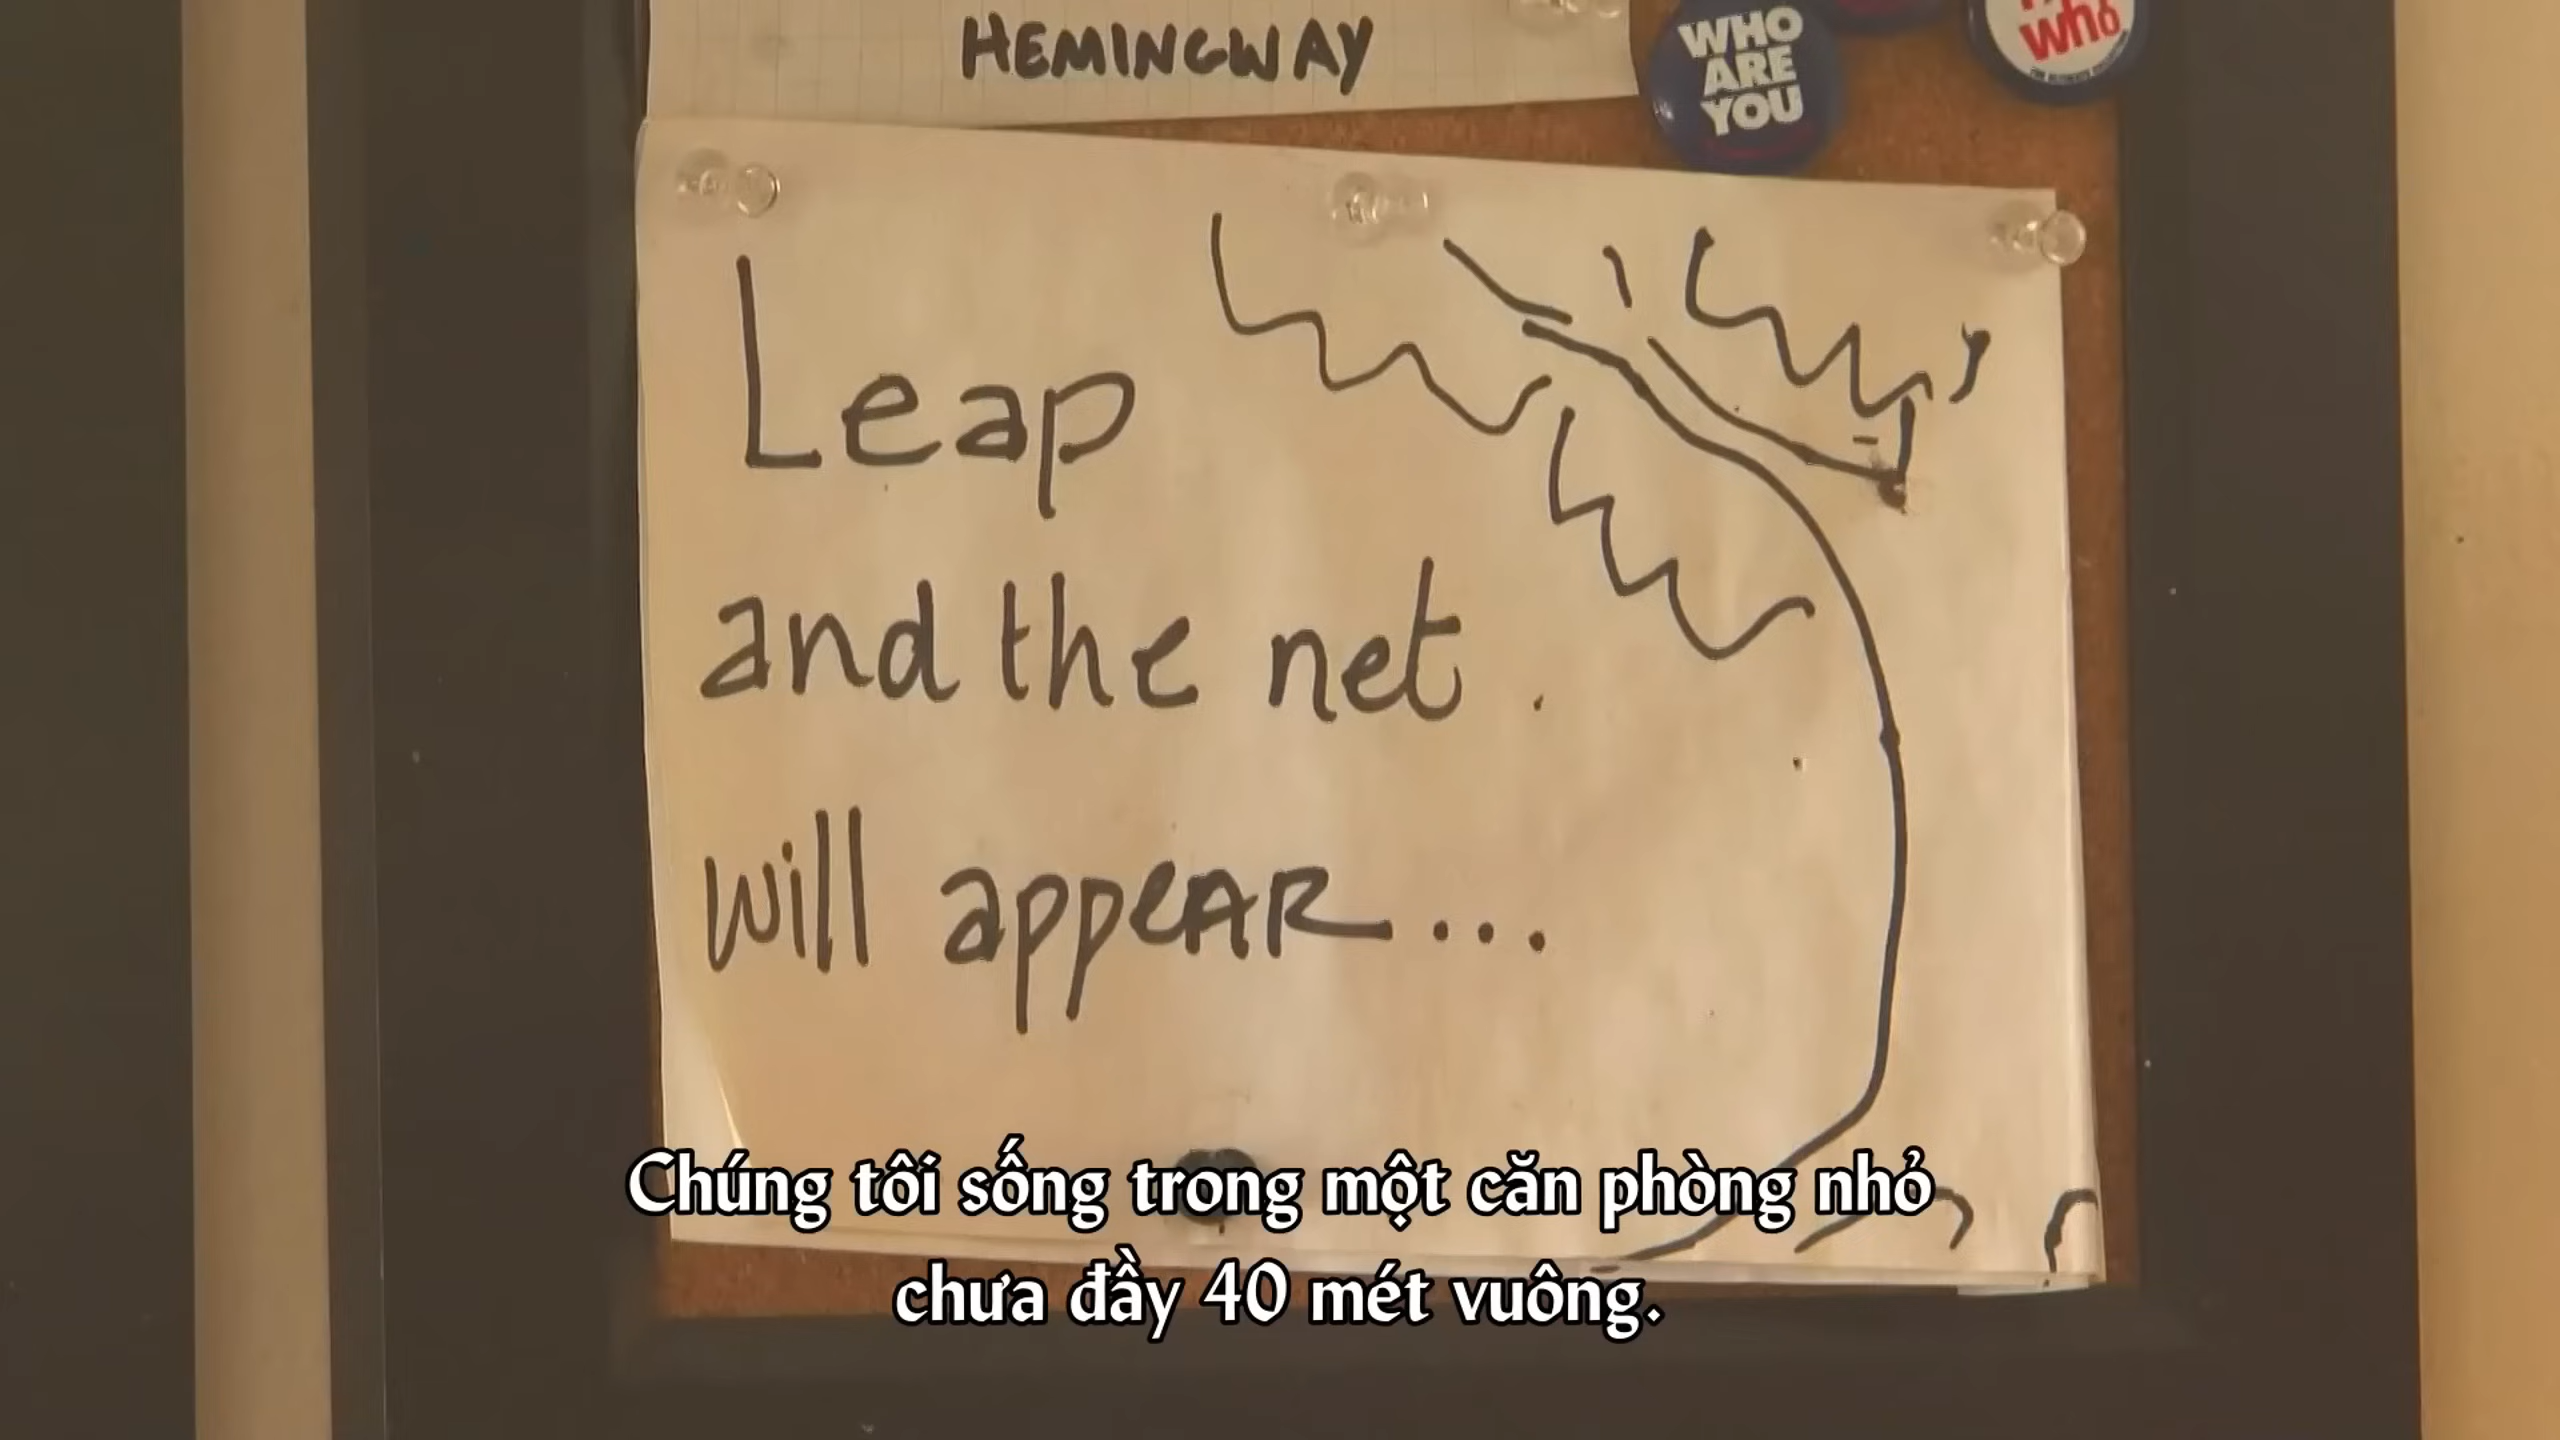 HEMINGWAY
WHO
ARE
YOU
who
Leap
and the net
will appear...
Chúng tôi sống trong một căn phòng nhỏ
chưa đầy 40 mét vuông.